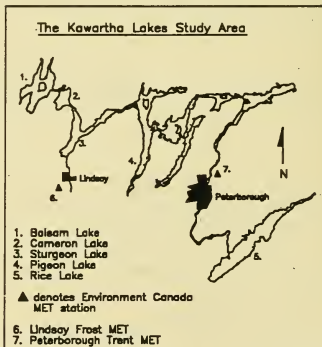 The Kawartha Lakes Study Area
1.
2.
3.
Lindsay
6.
4.
7.
N
Peterborough
5.
1. Balsam Lake
2. Cameron Lake
3. Sturgeon Lake
4. Pigeon Lake
5. Rice Lake
▲ denotes Environment Canada
MET station
6. Lindsay Frost MET
7. Peterborough Trent MET